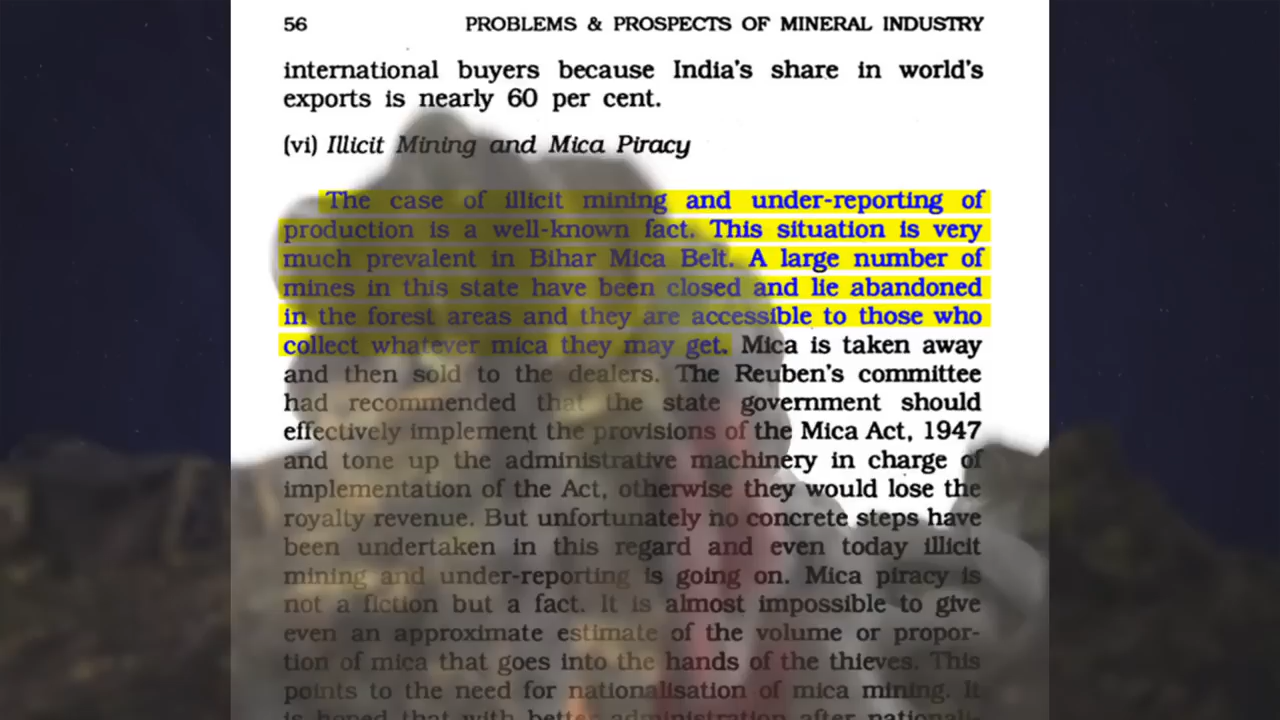 56 PROBLEMS & PROSPECTS OF MINERAL INDUSTRY
international buyers because India's share in world's
exports is nearly 60 per cent.
(vi) Illicit Mining and Mica Piracy
The case of illicit mining and under-reporting of
production is a well-known fact. This situation is very
much prevalent in Bihar Mica Belt. A large number of
mines in this state have been closed and lie abandoned
in the forest areas and they are accessible to those who
collect whatever mica they may get. Mica is taken away
and then sold to the dealers. The Reuben's committee
had recommended that the state government should
effectively implement the provisions of the Mica Act, 1947
and tone up the administrative machinery in charge of
implementation of the Act, otherwise they would lose the
royalty revenue. But unfortunately no concrete steps have
been undertaken in this regard and even today illicit
mining and under-reporting is going on. Mica piracy is
not a fiction but a fact. It is almost impossible to give
even an approximate estimate of the volume or propor-
tion of mica that goes into the hands of the thieves. This
points to the need for nationalisation of mica mining. It
is hoped that with better administration after nationali-